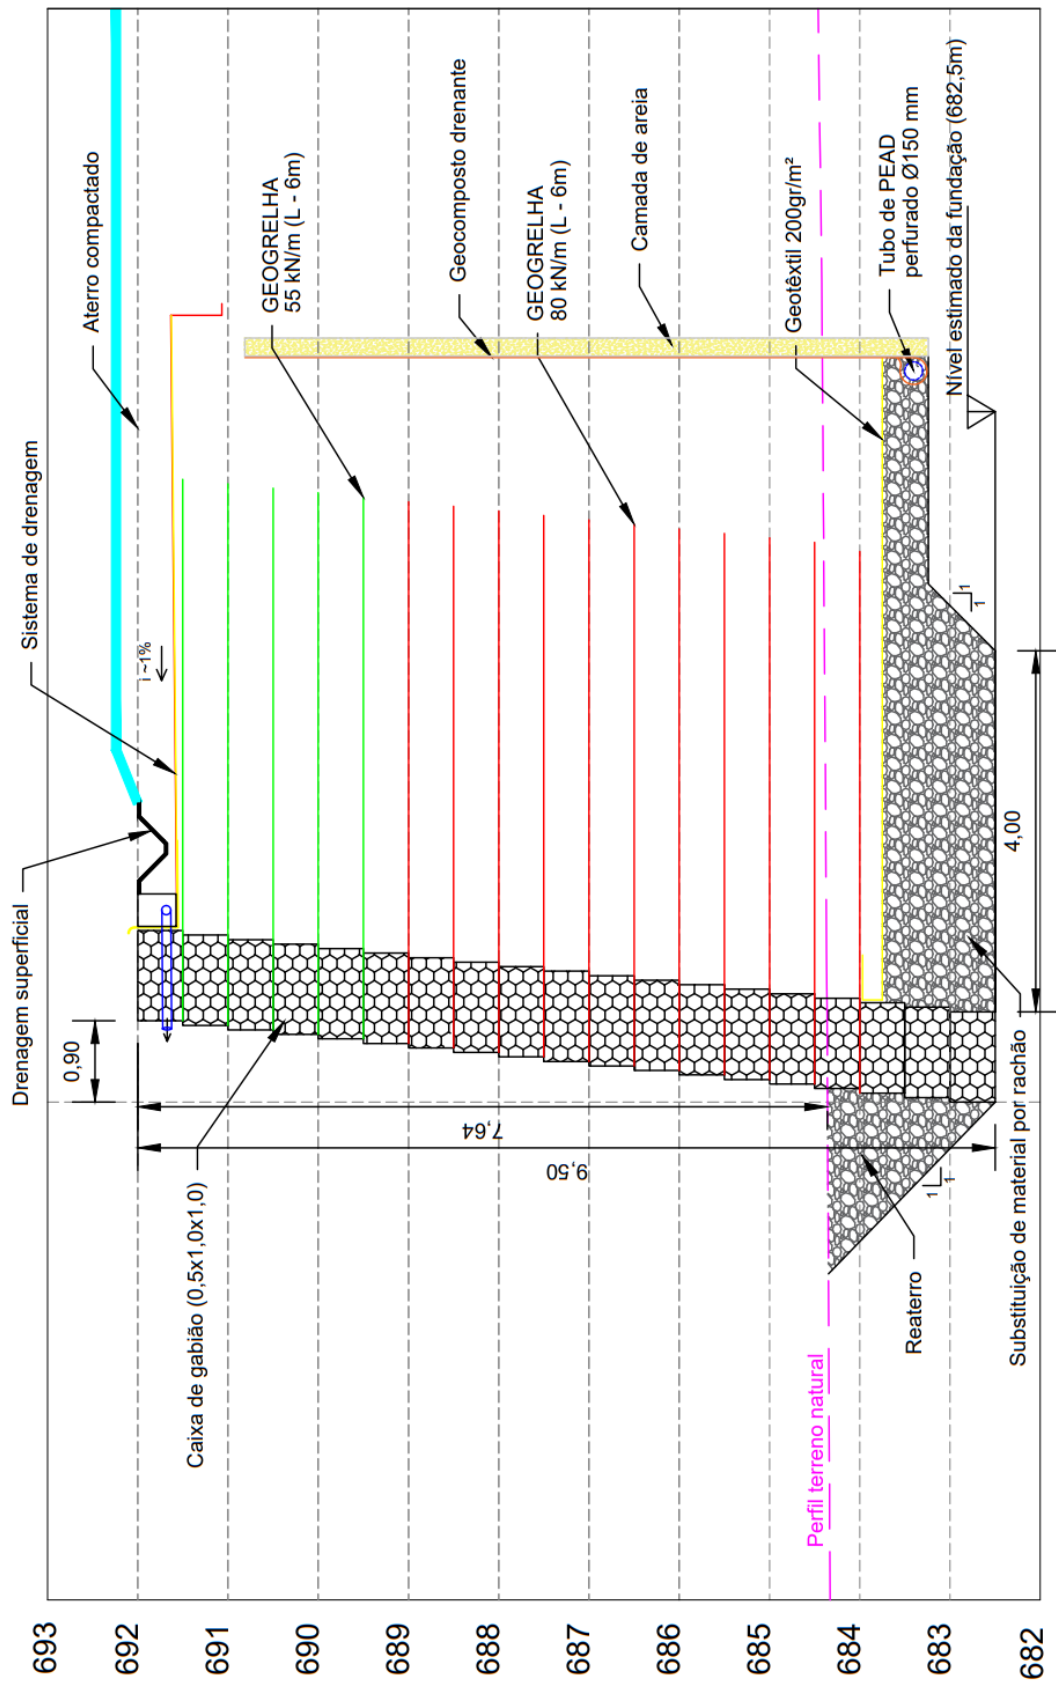 693
692
691
690
689
688
687
686
685
684
683
682
Drenagem superficial
Sistema de drenagem
Aterro compactado
i ~1%
GEOGRELHA
55 kN/m (L - 6m)
Geocomposto drenante
GEOGRELHA
80 kN/m (L - 6m)
Camada de areia
Geotêxtil 200gr/m²
Tubo de PEAD
perfurado Ø150 mm
Nível estimado da fundação (682,5m)
0,90
7,64
9,50
Caixa de gabião (0,5x1,0x1,0)
Perfil terreno natural
Reaterro
1
1
1
1
4,00
Substituição de material por rachão